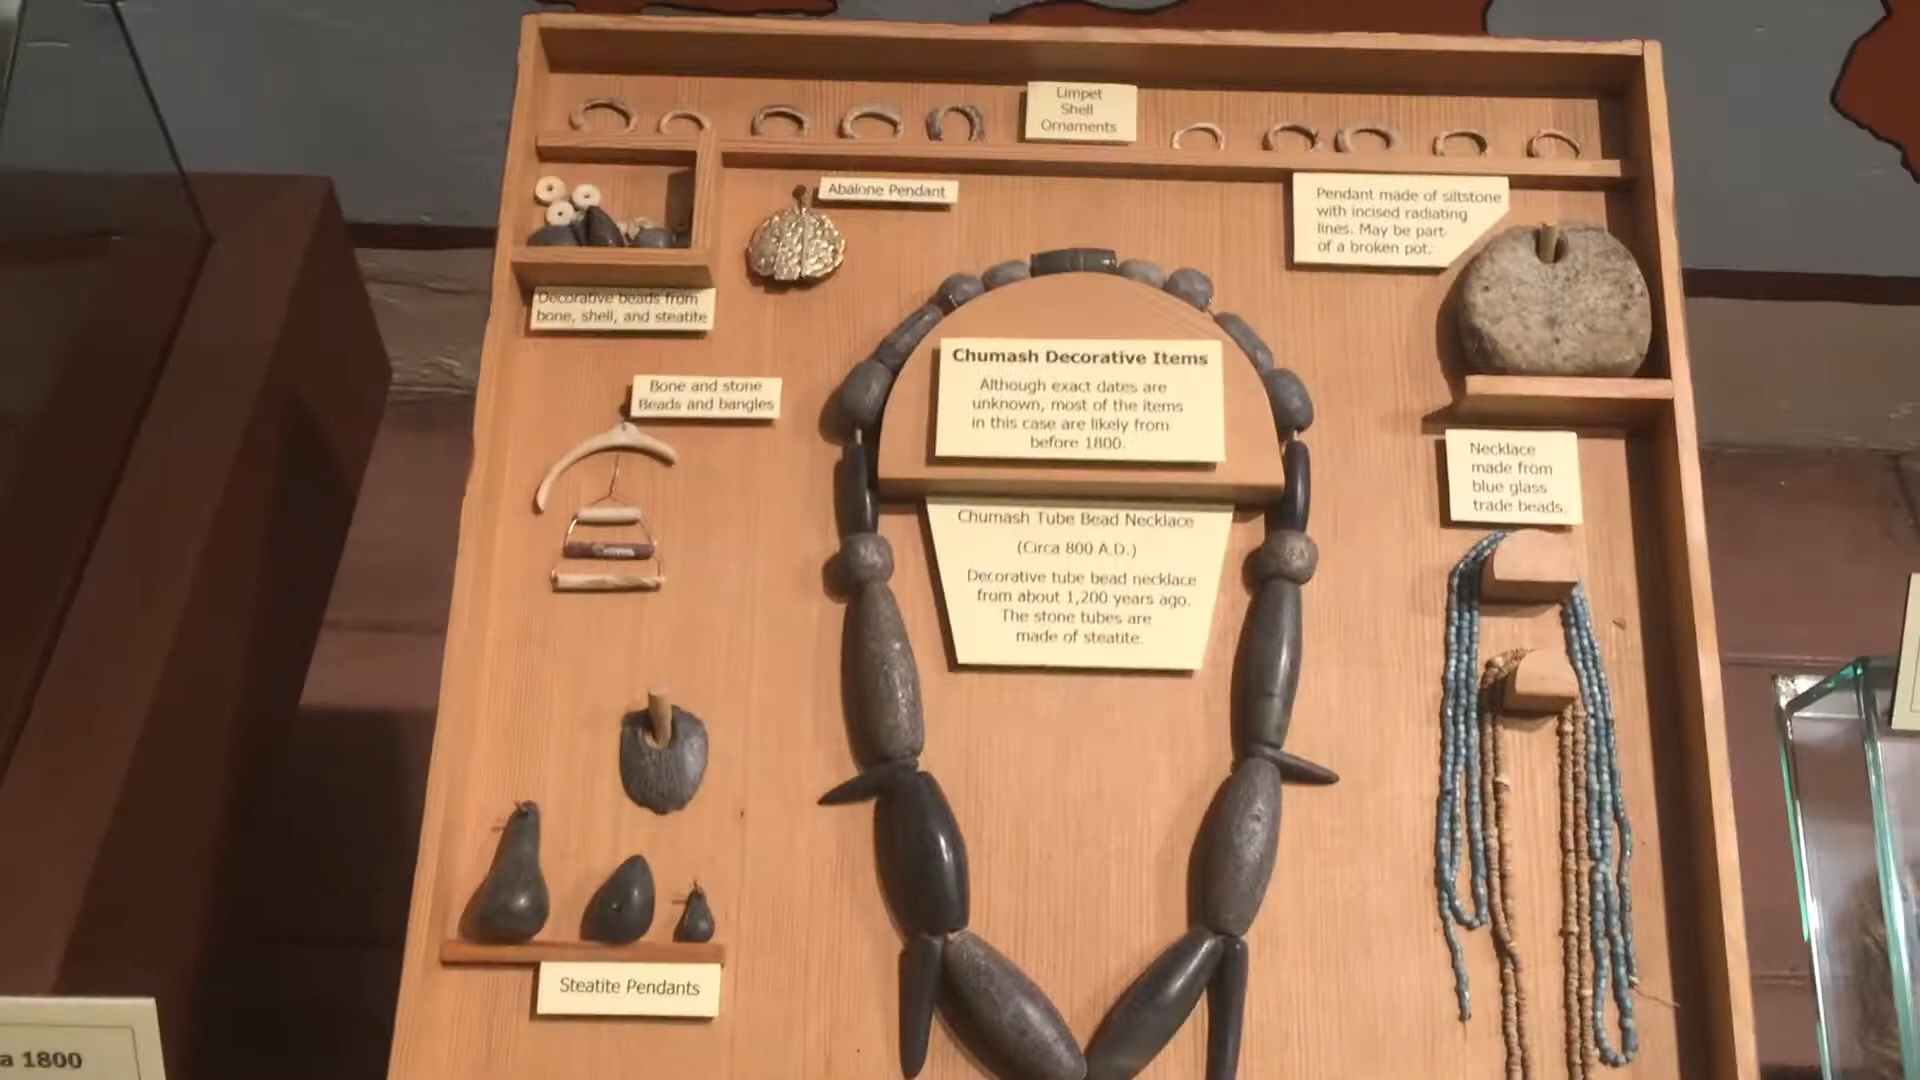 Limpet
Shell
Ornaments
Abalone Pendant
Pendant made of siltstone
with incised radiating
lines. May be part
of a broken pot.
Decorative beads from
bone, shell, and steatite
Chumash Decorative Items
Although exact dates are
unknown, most of the items
in this case are likely from
before 1800.
Bone and stone
Beads and bangles
Necklace
made from
blue glass
trade beads.
Chumash Tube Bead Necklace
(Circa 800 A.D.)
Decorative tube bead necklace
from about 1,200 years ago.
The stone tubes are
made of steatite.
Steatite Pendants
a 1800